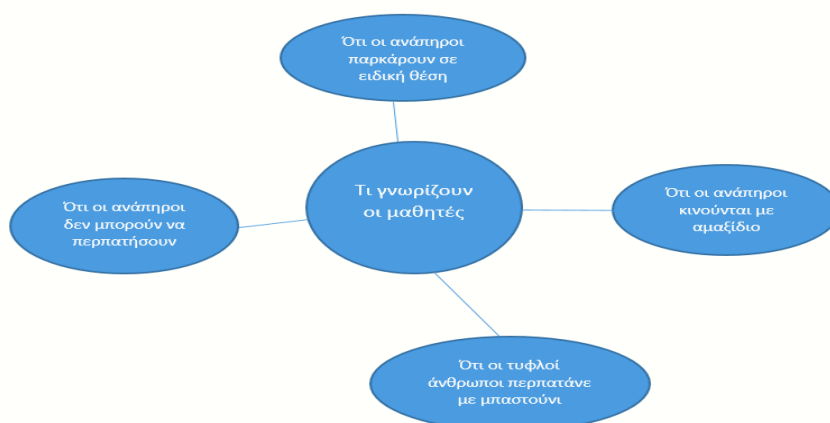 Ότι οι ανάπηροι
παρκάρουν σε
ειδική θέση
Τι γνωρίζουν
οι μαθητές
Ότι οι ανάπηροι
δεν μπορούν να
περπατήσουν
Ότι οι ανάπηροι
κινούνται με
αμαξίδιο
Ότι οι τυφλοί
άνθρωποι περπατάνε
με μπαστούνι